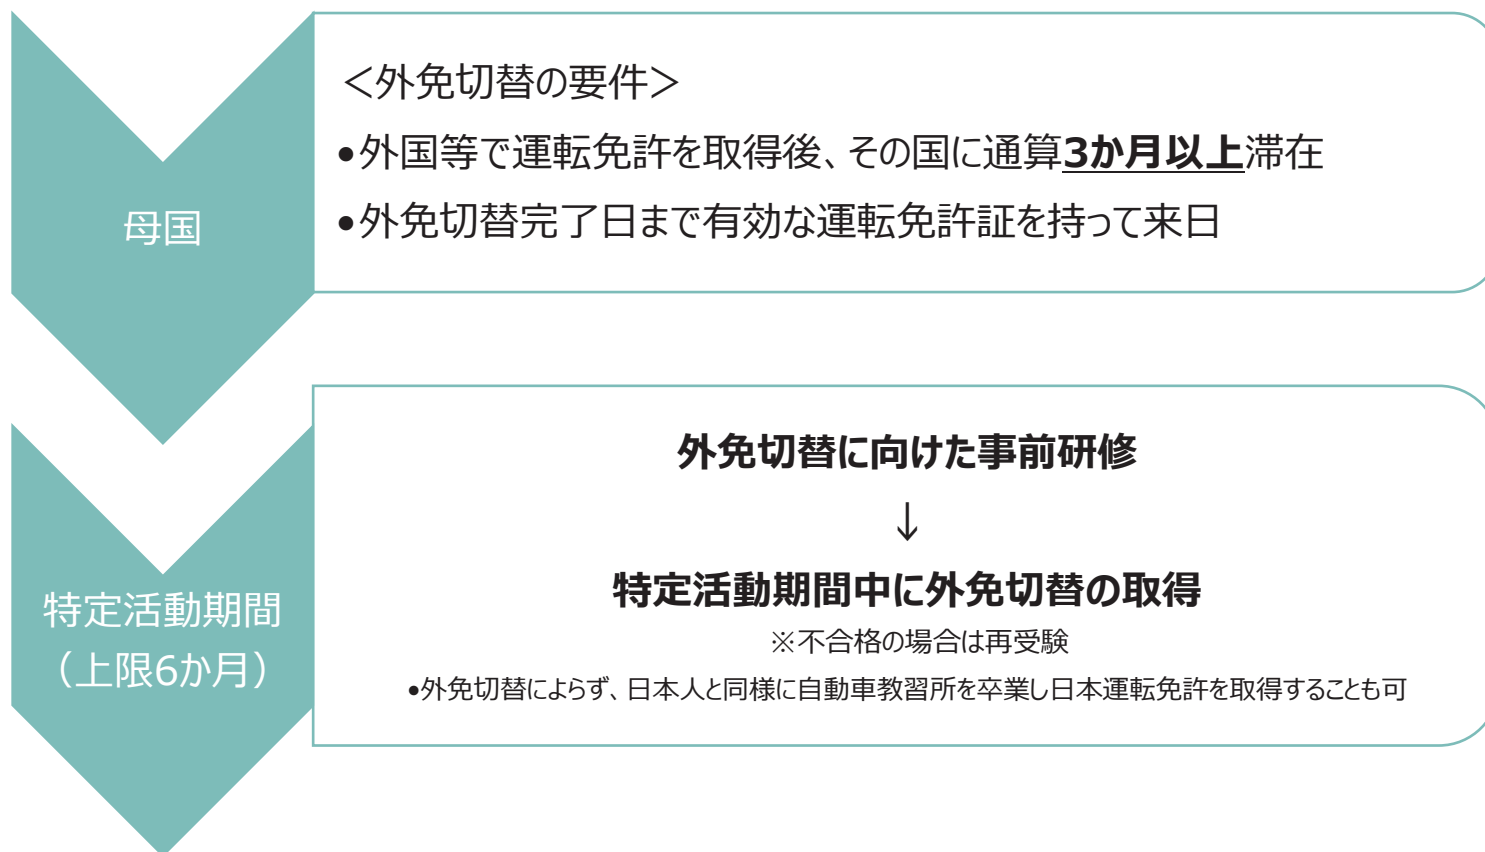 母国
＜外免切替の要件＞
•外国等で運転免許を取得後、その国に通算3か月以上滞在
•外免切替完了日まで有効な運転免許証を持って来日
特定活動期間
（上限6か月）
外免切替に向けた事前研修
↓
特定活動期間中に外免切替の取得
※不合格の場合は再受験
•外免切替によらず、日本人と同様に自動車教習所を卒業し日本運転免許を取得することも可